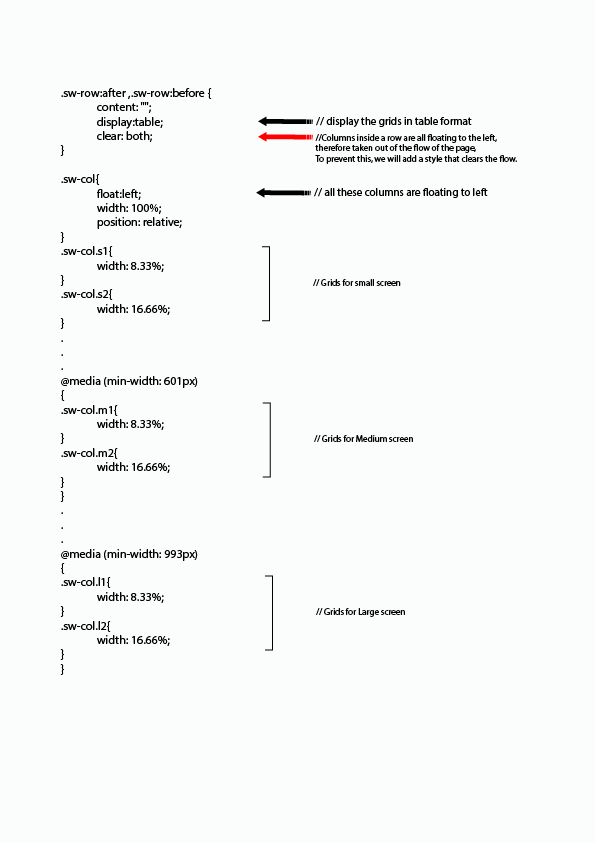 .sw-row:after ,.sw-row:before {
content: "";
display:table; // display the grids in table format
clear: both; //Columns inside a row are all floating to the left,
therefore taken out of the flow of the page,
} To prevent this, we will add a style that clears the flow.
.sw-col{
float:left; // all these columns are floating to left
width: 100%;
position: relative;
}
.sw-col.s1{
width: 8.33%;
} // Grids for small screen
.sw-col.s2{
width: 16.66%;
}
.
.
.
@media (min-width: 601px)
{
.sw-col.m1{
width: 8.33%;
} // Grids for Medium screen
.sw-col.m2{
width: 16.66%;
}
}
.
.
.
@media (min-width: 993px)
{
.sw-col.l1{
width: 8.33%;
} // Grids for Large screen
.sw-col.l2{
width: 16.66%;
}
}